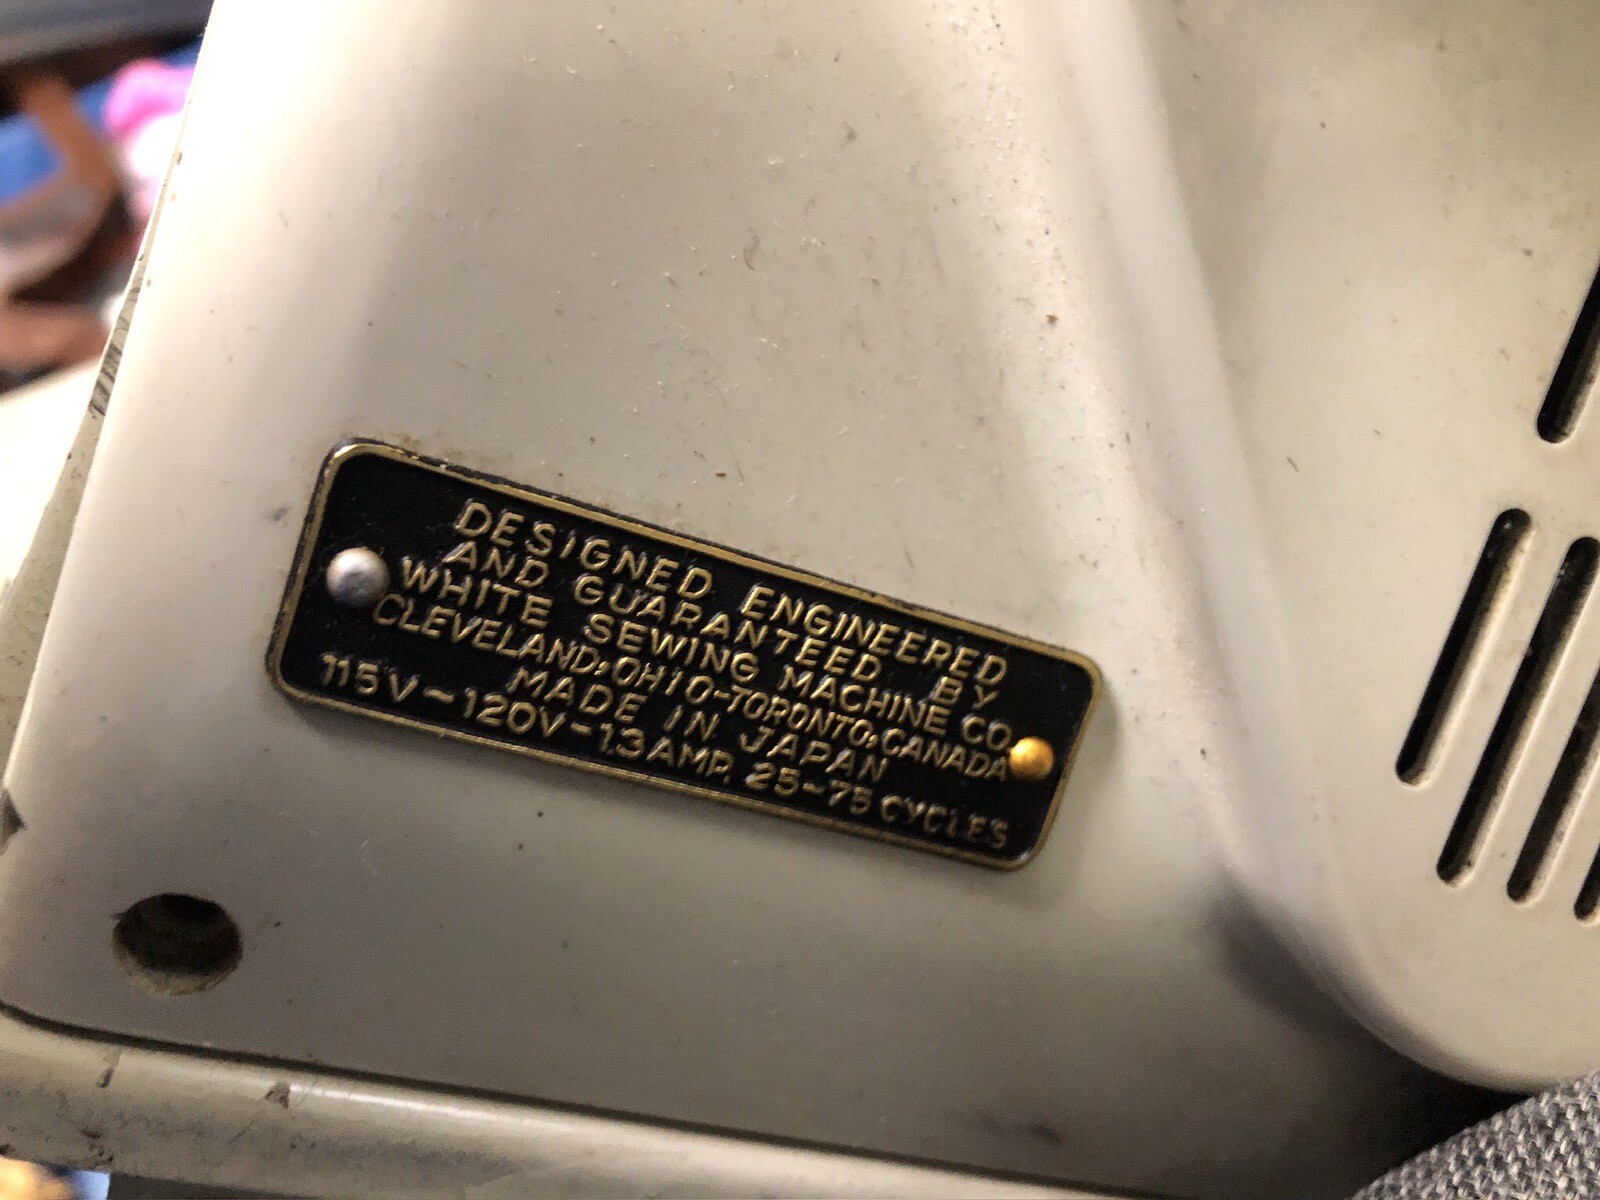 DESIGNED ENGINEERED
AND GUARANTEED BY
WHITE SEWING MACHINE CO.
CLEVELAND, OHIO-TORONTO, CANADA
MADE IN JAPAN
115V~120V-1.3AMP. 25~75 CYCLES